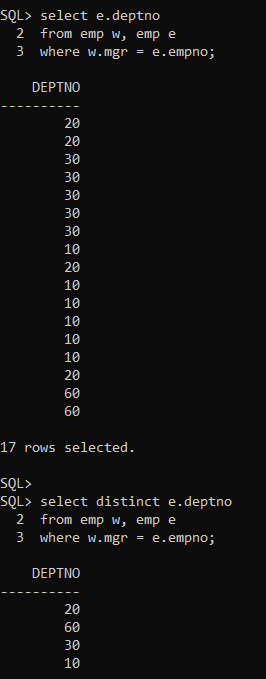 SQL> select e.deptno
  2  from emp w, emp e
  3  where w.mgr = e.empno;
    DEPTNO
----------
        20
        20
        30
        30
        30
        30
        30
        10
        20
        10
        10
        10
        10
        10
        20
        60
        60
17 rows selected.
SQL>
SQL> select distinct e.deptno
  2  from emp w, emp e
  3  where w.mgr = e.empno;
    DEPTNO
----------
        20
        60
        30
        10